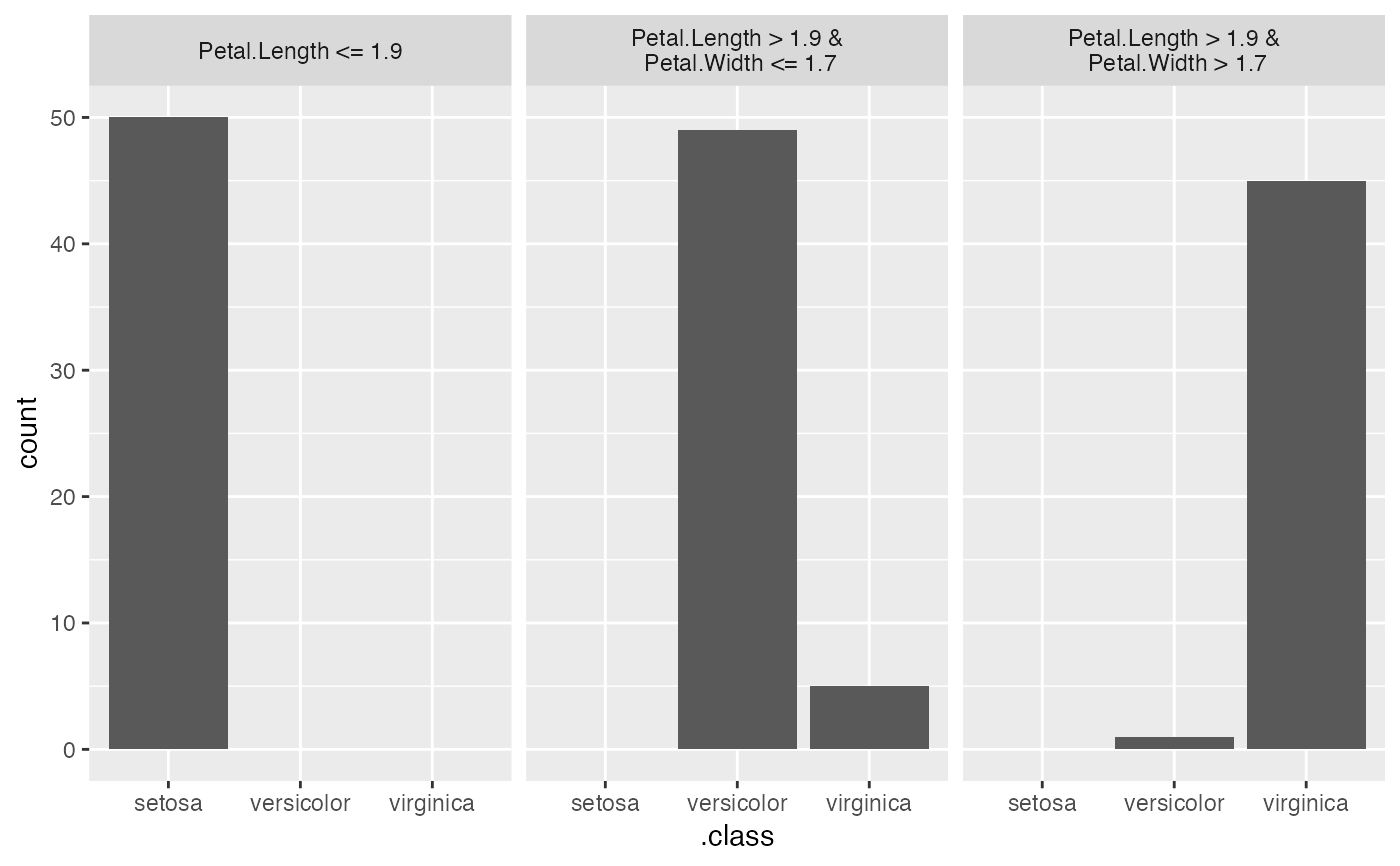 Petal.Length <= 1.9
Petal.Length > 1.9 &
Petal.Width <= 1.7
Petal.Length > 1.9 &
Petal.Width > 1.7
count
50
40
30
20
10
0
setosa versicolor virginica
setosa versicolor virginica
setosa versicolor virginica
.class